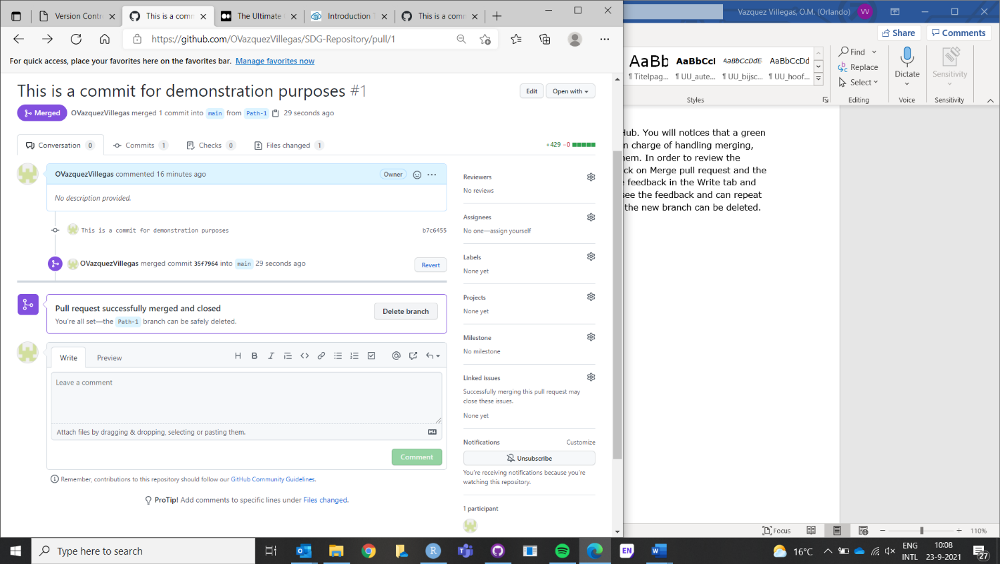 Version Contr
This is a comm
The Ultimate
Introduction T
This is a comm
https://github.com/OVazquezVillegas/SDG-Repository/pull/1
For quick access, place your favorites here on the favorites bar. Manage favorites now
This is a commit for demonstration purposes #1
Edit
Open with
Merged
OVazquezVillegas merged 1 commit into main from Path-1 29 seconds ago
Conversation 0
Commits 1
Checks 0
Files changed 1
+429 −0
OVazquezVillegas commented 16 minutes ago
Owner
No description provided.
This is a commit for demonstration purposes
b7c6455
OVazquezVillegas merged commit 35f7964 into main 29 seconds ago
Revert
Pull request successfully merged and closed
You're all set—the Path-1 branch can be safely deleted.
Delete branch
Write
Preview
H B I
Leave a comment
Attach files by dragging & dropping, selecting or pasting them.
Comment
Remember, contributions to this repository should follow our GitHub Community Guidelines.
ProTip! Add comments to specific lines under Files changed.
Reviewers
No reviews
Assignees
No one—assign yourself
Labels
None yet
Projects
None yet
Milestone
No milestone
Linked issues
Successfully merging this pull request may
close these issues.
None yet
Notifications
Customize
Unsubscribe
You're receiving notifications because you're
watching this repository.
1 participant
Vazquez Villegas, O.M. (Orlando)
VV
Share
Comments
AaBb
AaBbCcI
AaBbCcDdE
AaBbCcDd
¶ Titelpag...
¶ UU_aute...
¶ UU_bijsc...
¶ UU_hoof...
Styles
Find
Replace
Select
Editing
Dictate
Voice
Sensitivity
Sensitivity
Hub. You will notices that a green
n charge of handling merging,
hem. In order to review the
ck on Merge pull request and the
e feedback in the Write tab and
see the feedback and can repeat
the new branch can be deleted.
Focus
110%
Type here to search
EN
16°C
ENG
INTL
10:08
23-9-2021
27